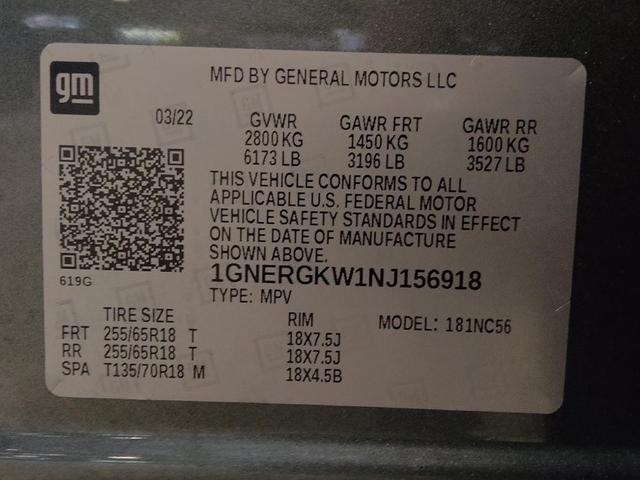 gm
MFD BY GENERAL MOTORS LLC
03/22 GVWR GAWR FRT GAWR RR
2800 KG 1450 KG 1600 KG
6173 LB 3196 LB 3527 LB
THIS VEHICLE CONFORMS TO ALL
APPLICABLE U.S. FEDERAL MOTOR
VEHICLE SAFETY STANDARDS IN EFFECT
ON THE DATE OF MANUFACTURE
SHOWN ABOVE.
619G
1GNERGKW1NJ156918
TYPE: MPV
TIRE SIZE RIM MODEL: 181NC56
FRT 255/65R18 T 18X7.5J
RR 255/65R18 T 18X7.5J
SPA T135/70R18 M 18X4.5B